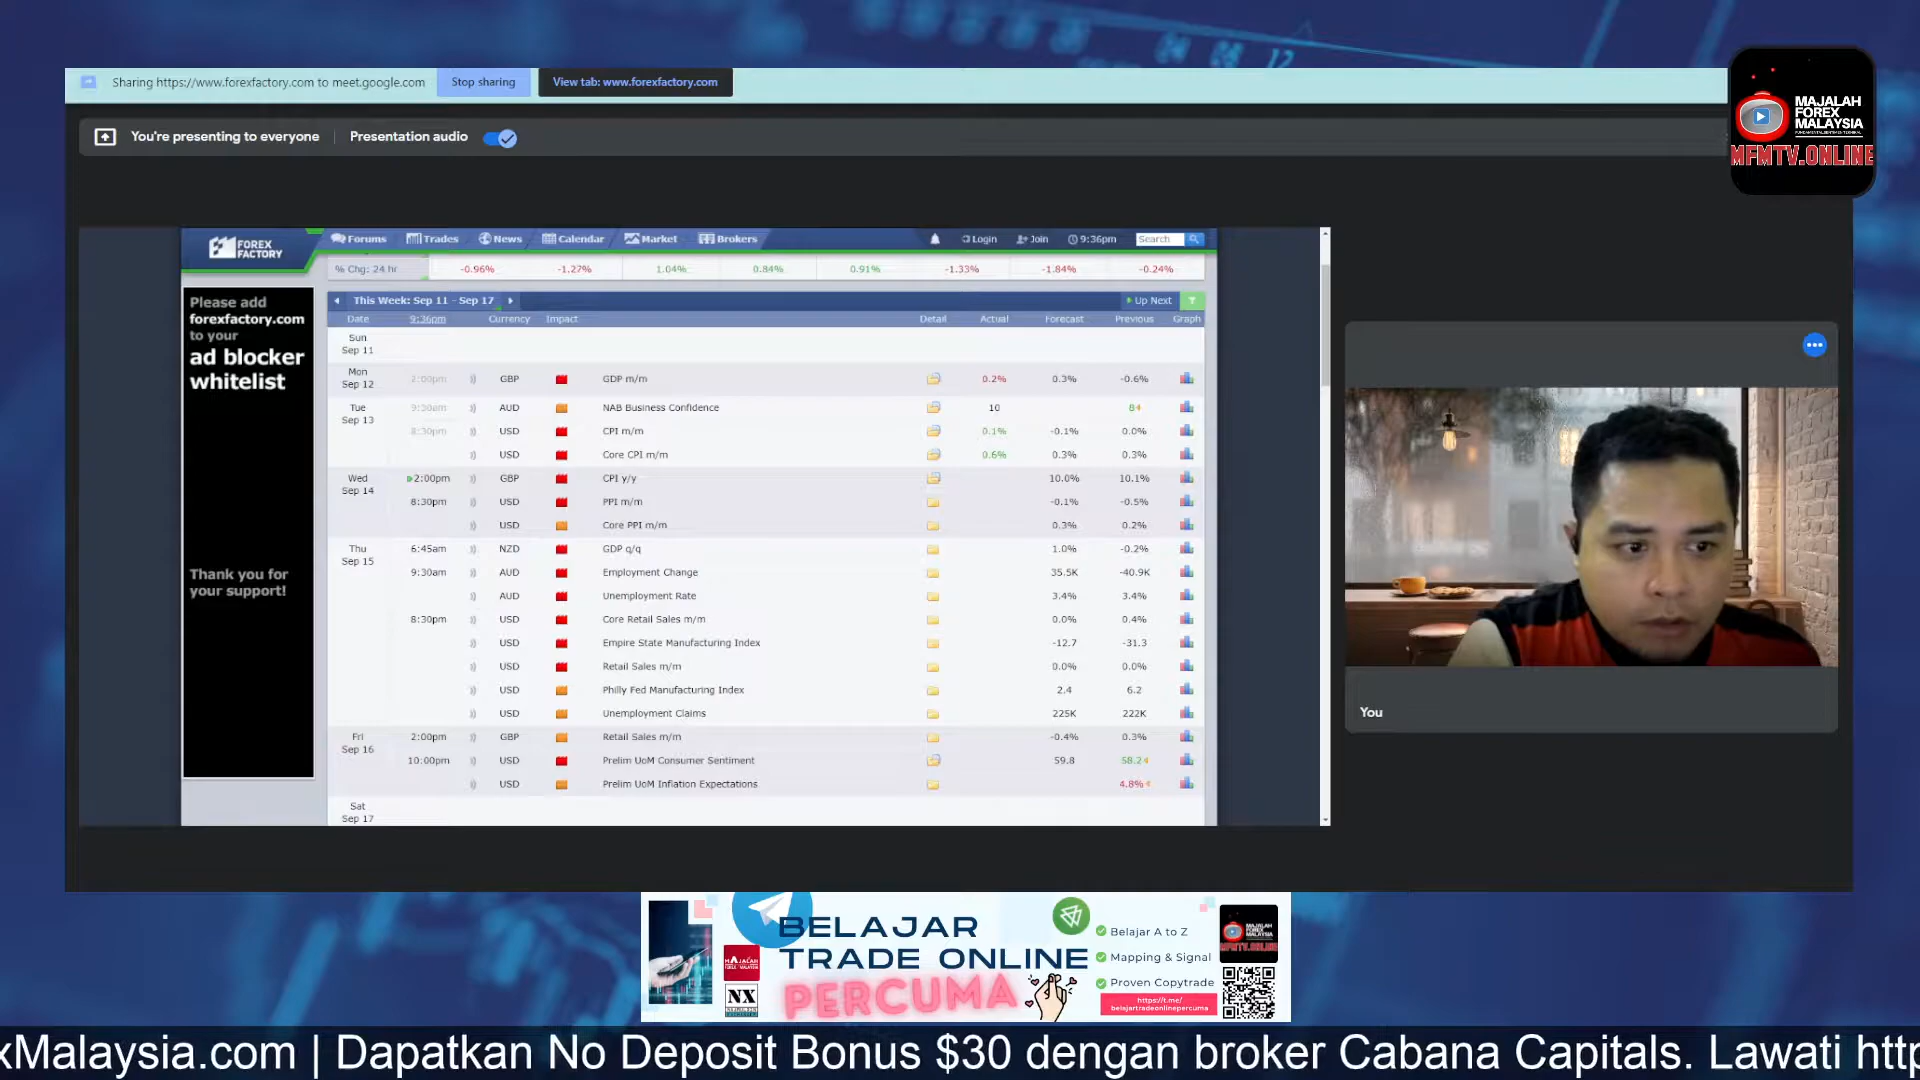 Sharing https://www.forexfactory.com to meet.google.com Stop sharing View tab: www.forexfactory.com
MAJALAH
FOREX
MALAYSIA
MFMTV.ONLINE
You're presenting to everyone Presentation audio
FOREX FACTORY Forums Trades News Calendar Market Brokers Login Join 9:36pm Search
% Chg: 24 hr -0.96% -1.27% 1.04% 0.84% 0.91% -1.33% -1.84% -0.24%
Please add
forexfactory.com
to your
ad blocker
whitelist
Thank you for
your support!
This Week: Sep 11 - Sep 17 Up Next
Date 9:36pm Currency Impact Detail Actual Forecast Previous Graph
Sun
Sep 11
Mon
Sep 12 2:00pm GBP GDP m/m 0.2% 0.3% -0.6%
Tue
Sep 13 9:30am AUD NAB Business Confidence 10 8
8:30pm USD CPI m/m 0.1% -0.1% 0.0%
USD Core CPI m/m 0.6% 0.3% 0.3%
Wed
Sep 14 2:00pm GBP CPI y/y 10.0% 10.1%
8:30pm USD PPI m/m -0.1% -0.5%
USD Core PPI m/m 0.3% 0.2%
Thu
Sep 15 6:45am NZD GDP q/q 1.0% -0.2%
9:30am AUD Employment Change 35.5K -40.9K
AUD Unemployment Rate 3.4% 3.4%
8:30pm USD Core Retail Sales m/m 0.0% 0.4%
USD Empire State Manufacturing Index -12.7 -31.3
USD Retail Sales m/m 0.0% 0.0%
USD Philly Fed Manufacturing Index 2.4 6.2
USD Unemployment Claims 225K 222K
Fri
Sep 16 2:00pm GBP Retail Sales m/m -0.4% 0.3%
10:00pm USD Prelim UoM Consumer Sentiment 59.8 58.2
USD Prelim UoM Inflation Expectations 4.8%
Sat
Sep 17
You
BELAJAR
TRADE ONLINE
PERCUMA
NX
Belajar A to Z
Mapping & Signal
Proven Copytrade
https://t.me/
belajartradeonlinepercuma
xMalaysia.com | Dapatkan No Deposit Bonus $30 dengan broker Cabana Capitals. Lawati http